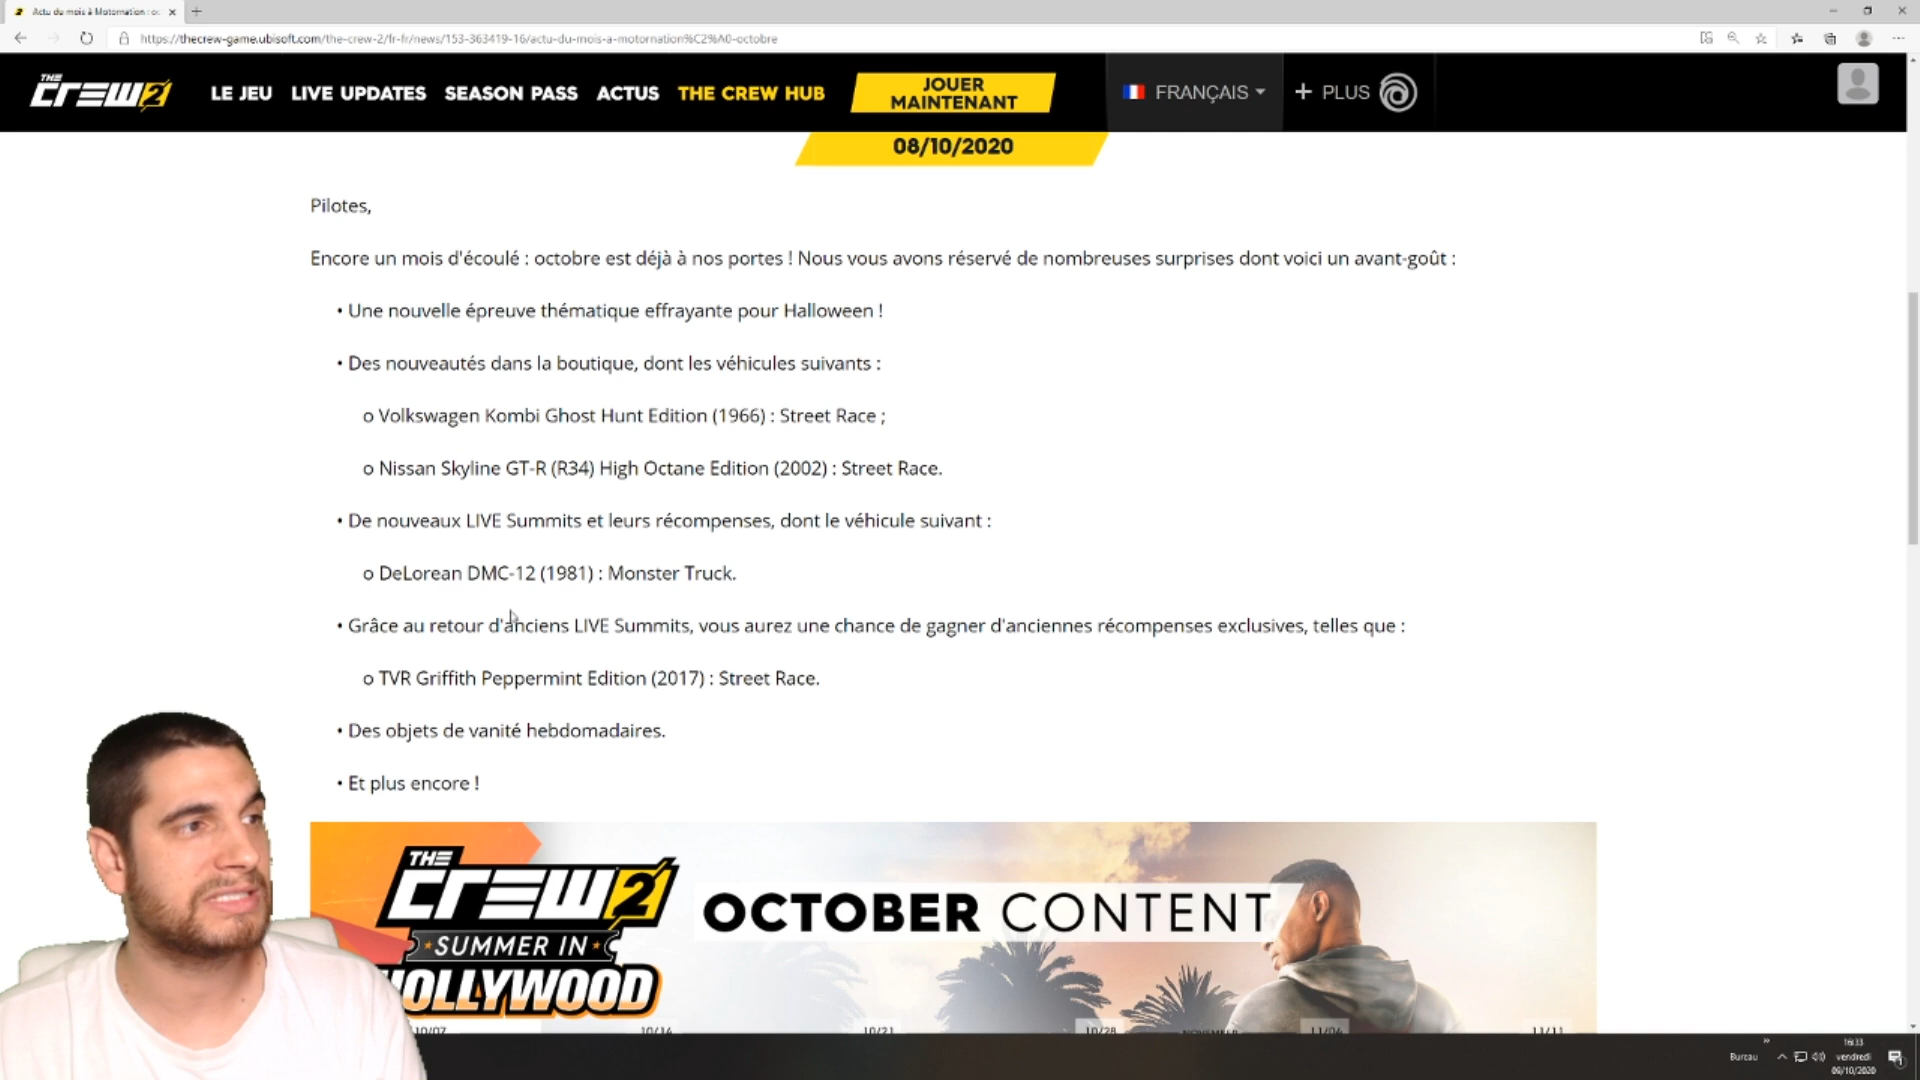 Actu du mois à Motornation : oc
https://thecrew-game.ubisoft.com/the-crew-2/fr-fr/news/153-363419-16/actu-du-mois-a-motornation%C2%A0-octobre
THE CREW 2
LE JEU LIVE UPDATES SEASON PASS ACTUS THE CREW HUB
JOUER
MAINTENANT
FRANÇAIS
+ PLUS
08/10/2020
Pilotes,
Encore un mois d'écoulé : octobre est déjà à nos portes ! Nous vous avons réservé de nombreuses surprises dont voici un avant-goût :
• Une nouvelle épreuve thématique effrayante pour Halloween !
• Des nouveautés dans la boutique, dont les véhicules suivants :
o Volkswagen Kombi Ghost Hunt Edition (1966) : Street Race ;
o Nissan Skyline GT-R (R34) High Octane Edition (2002) : Street Race.
• De nouveaux LIVE Summits et leurs récompenses, dont le véhicule suivant :
o DeLorean DMC-12 (1981) : Monster Truck.
• Grâce au retour d'anciens LIVE Summits, vous aurez une chance de gagner d'anciennes récompenses exclusives, telles que :
o TVR Griffith Peppermint Edition (2017) : Street Race.
• Des objets de vanité hebdomadaires.
• Et plus encore !
THE CREW 2
SUMMER IN
HOLLYWOOD
OCTOBER CONTENT
10/07 10/14 10/21 10/28 NOVEMBER 11/04 11/11
Bureau
16:33
vendredi
09/10/2020